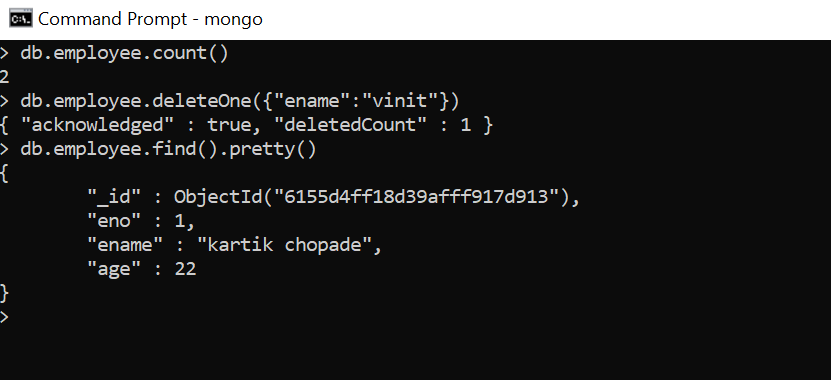 Command Prompt - mongo
> db.employee.count()
2
> db.employee.deleteOne({"ename":"vinit"})
{ "acknowledged" : true, "deletedCount" : 1 }
> db.employee.find().pretty()
{
        "_id" : ObjectId("6155d4ff18d39afff917d913"),
        "eno" : 1,
        "ename" : "kartik chopade",
        "age" : 22
}
>